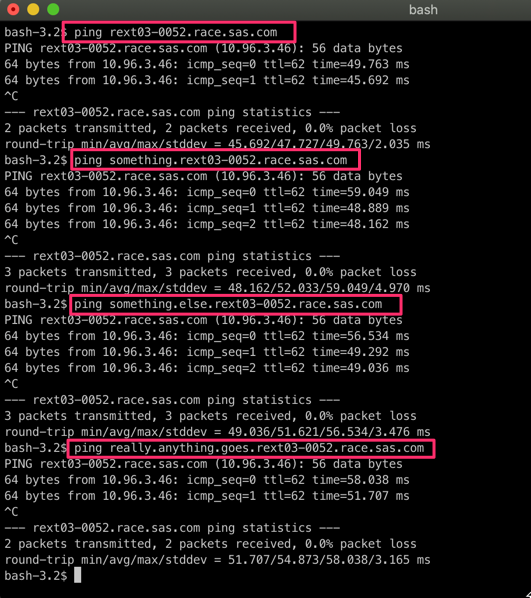 bash
bash-3.2$ ping rext03-0052.race.sas.com
PING rext03-0052.race.sas.com (10.96.3.46): 56 data bytes
64 bytes from 10.96.3.46: icmp_seq=0 ttl=62 time=49.763 ms
64 bytes from 10.96.3.46: icmp_seq=1 ttl=62 time=45.692 ms
^C
--- rext03-0052.race.sas.com ping statistics ---
2 packets transmitted, 2 packets received, 0.0% packet loss
round-trip min/avg/max/stddev = 45.692/47.727/49.763/2.035 ms
bash-3.2$ ping something.rext03-0052.race.sas.com
PING rext03-0052.race.sas.com (10.96.3.46): 56 data bytes
64 bytes from 10.96.3.46: icmp_seq=0 ttl=62 time=59.049 ms
64 bytes from 10.96.3.46: icmp_seq=1 ttl=62 time=48.889 ms
64 bytes from 10.96.3.46: icmp_seq=2 ttl=62 time=48.162 ms
^C
--- rext03-0052.race.sas.com ping statistics ---
3 packets transmitted, 3 packets received, 0.0% packet loss
round-trip min/avg/max/stddev = 48.162/52.033/59.049/4.970 ms
bash-3.2$ ping something.else.rext03-0052.race.sas.com
PING rext03-0052.race.sas.com (10.96.3.46): 56 data bytes
64 bytes from 10.96.3.46: icmp_seq=0 ttl=62 time=56.534 ms
64 bytes from 10.96.3.46: icmp_seq=1 ttl=62 time=49.292 ms
64 bytes from 10.96.3.46: icmp_seq=2 ttl=62 time=49.036 ms
^C
--- rext03-0052.race.sas.com ping statistics ---
3 packets transmitted, 3 packets received, 0.0% packet loss
round-trip min/avg/max/stddev = 49.036/51.621/56.534/3.476 ms
bash-3.2$ ping really.anything.goes.rext03-0052.race.sas.com
PING rext03-0052.race.sas.com (10.96.3.46): 56 data bytes
64 bytes from 10.96.3.46: icmp_seq=0 ttl=62 time=58.038 ms
64 bytes from 10.96.3.46: icmp_seq=1 ttl=62 time=51.707 ms
^C
--- rext03-0052.race.sas.com ping statistics ---
2 packets transmitted, 2 packets received, 0.0% packet loss
round-trip min/avg/max/stddev = 51.707/54.873/58.038/3.165 ms
bash-3.2$